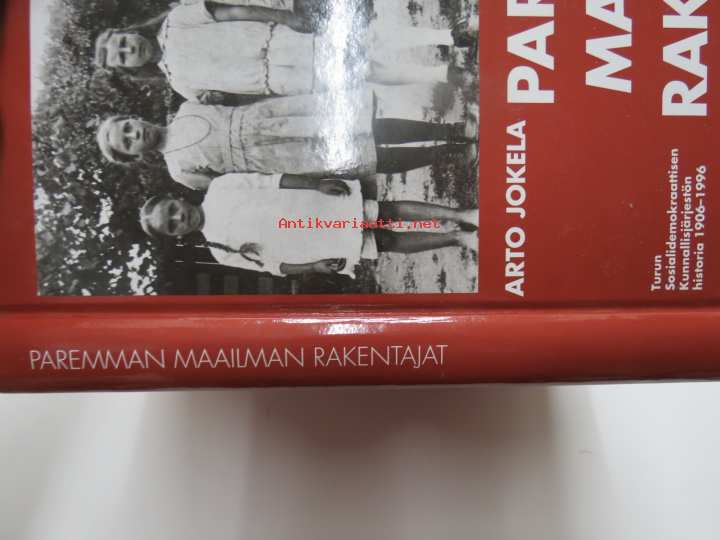 ARTO JOKELA
PAR
MA
RAK
Turun
Sosialidemokraattisen
Kunnallisjärjestön
historia 1906–1996
PAREMMAN MAAILMAN RAKENTAJAT
Antikvariaatti.net